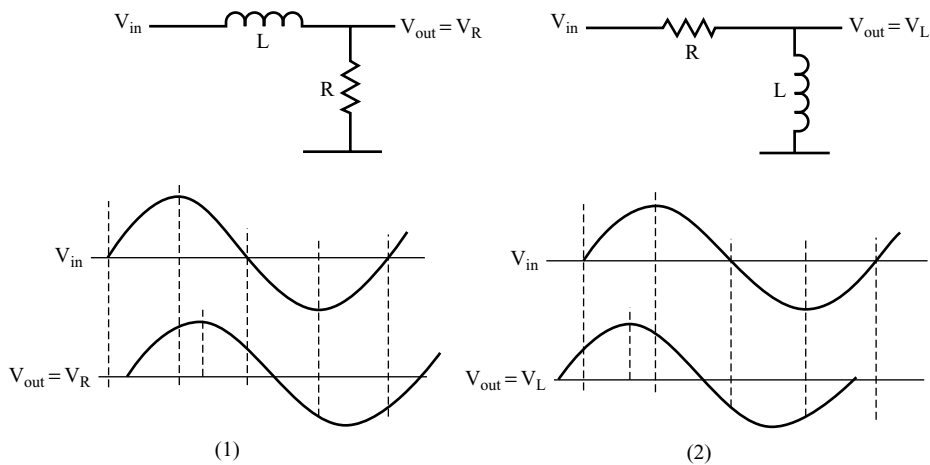 V_in
L
V_out = V_R
R
V_in
R
V_out = V_L
L
V_in
V_out = V_R
(1)
V_in
V_out = V_L
(2)